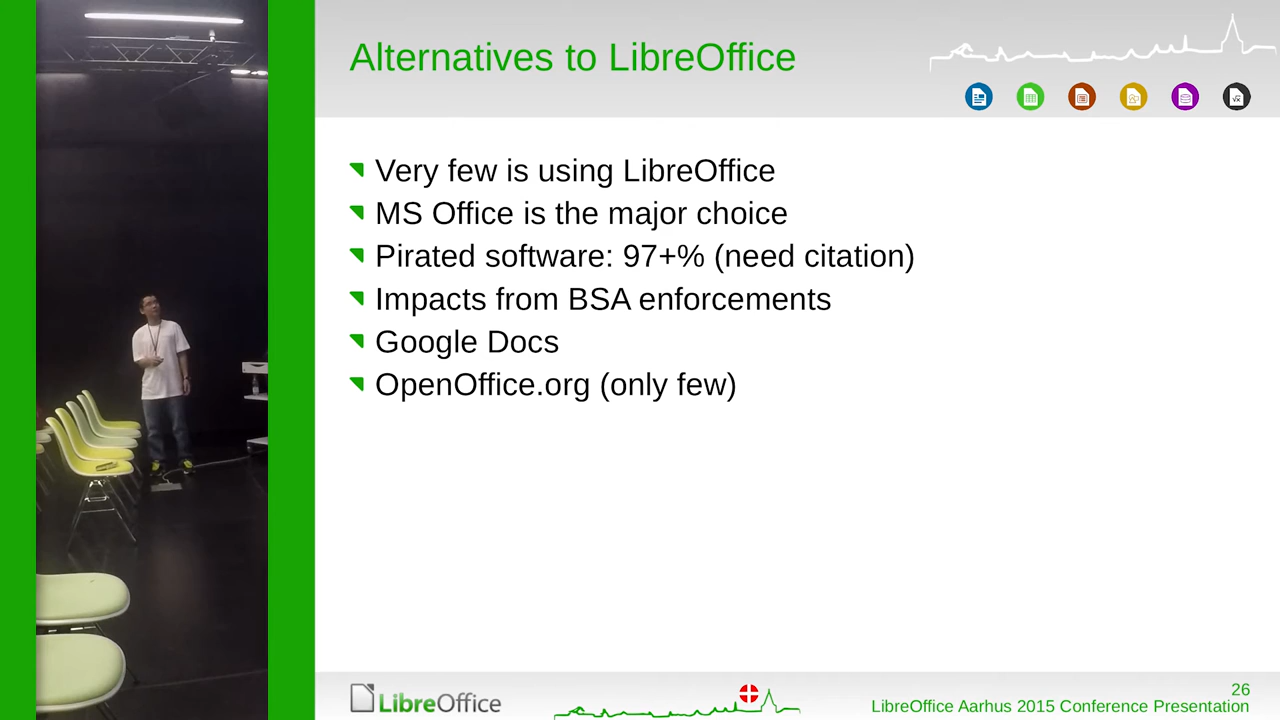 Alternatives to LibreOffice
Very few is using LibreOffice
MS Office is the major choice
Pirated software: 97+% (need citation)
Impacts from BSA enforcements
Google Docs
OpenOffice.org (only few)
LibreOffice
26
LibreOffice Aarhus 2015 Conference Presentation